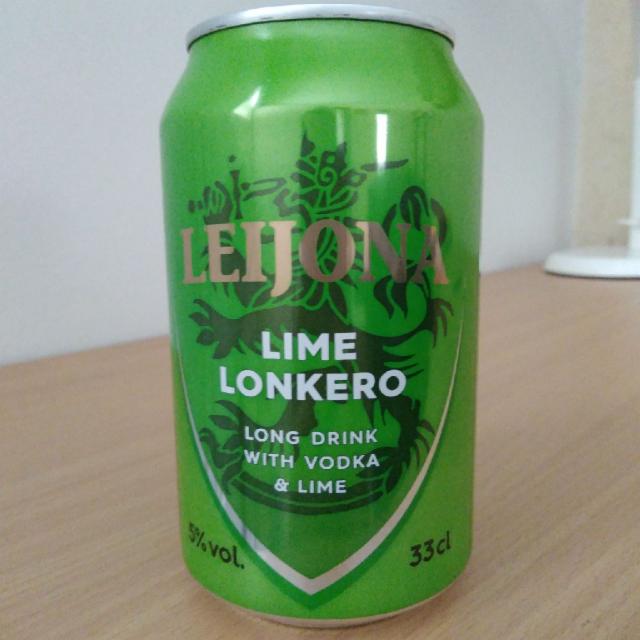 LEIJONA
LIME
LONKERO
LONG DRINK
WITH VODKA
& LIME
5% vol.
33cl